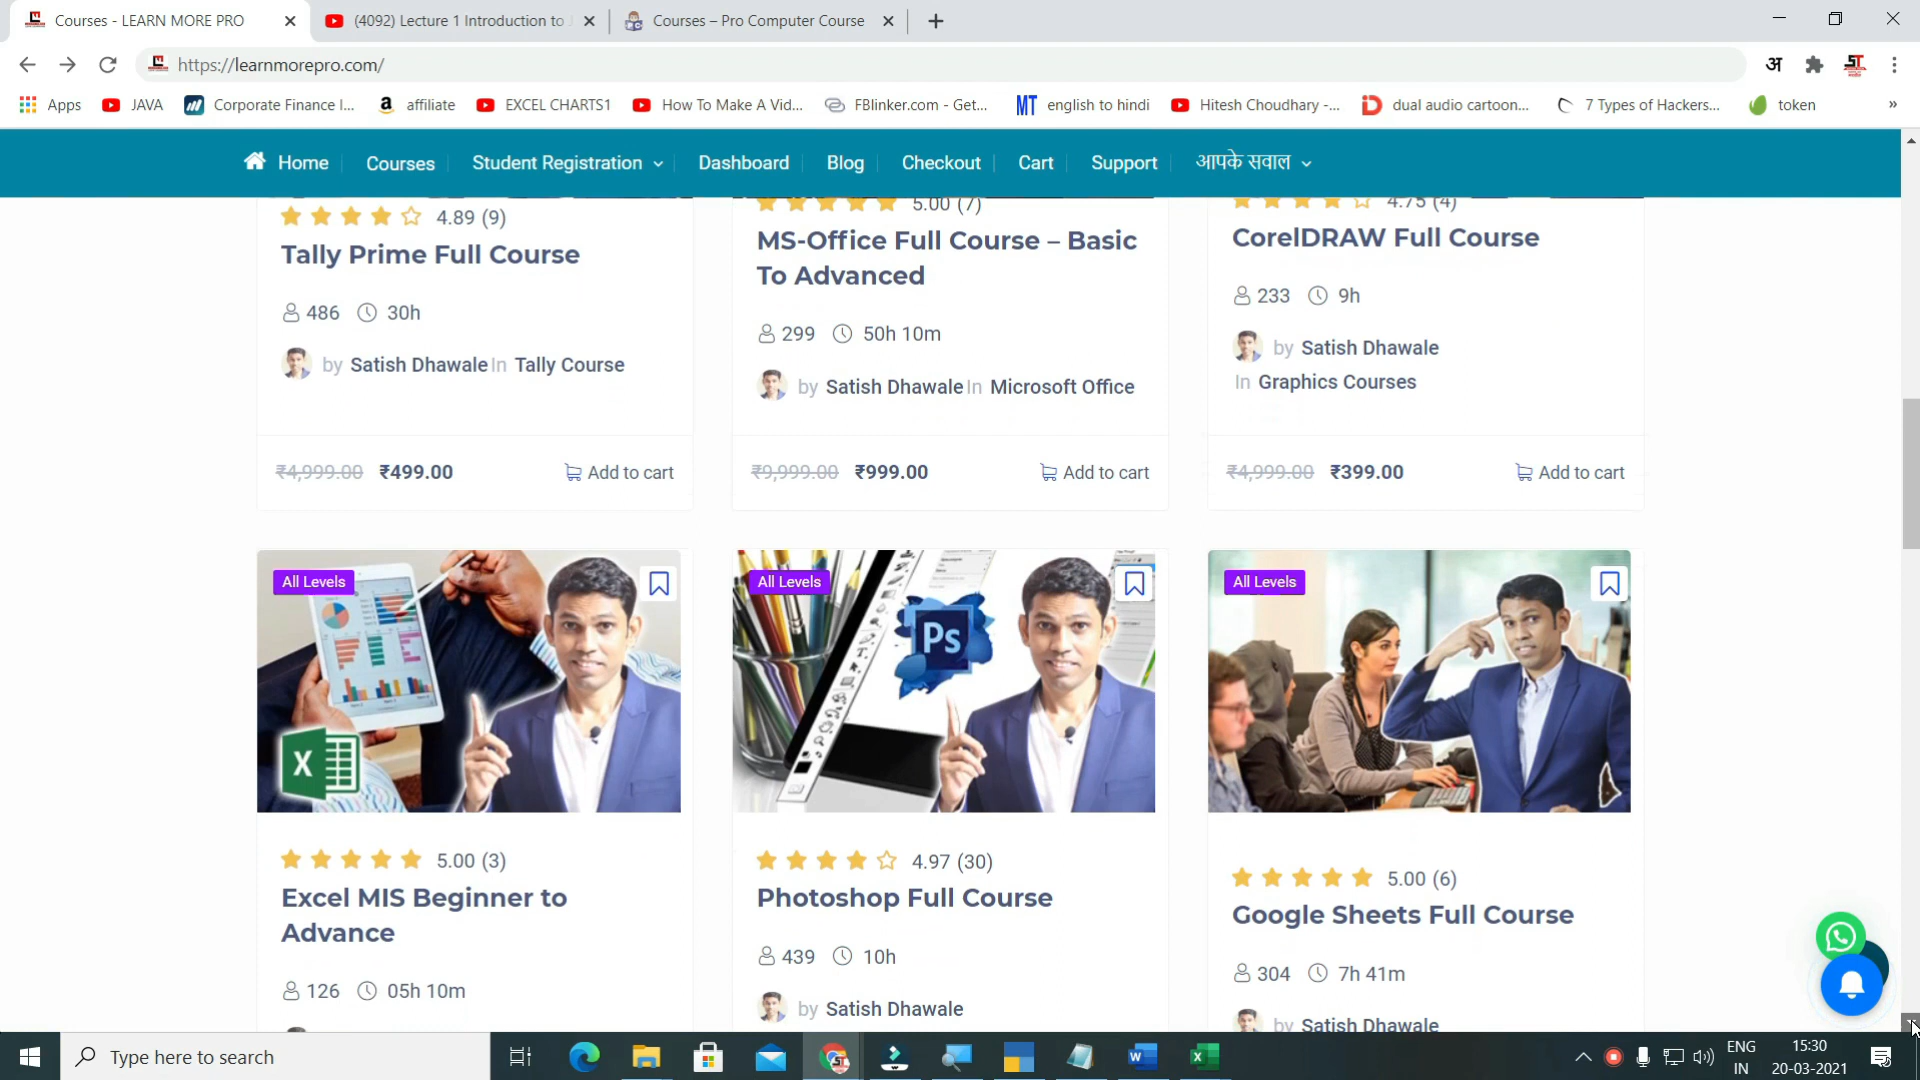 Courses - LEARN MORE PRO
(4092) Lecture 1 Introduction to
Courses – Pro Computer Course
https://learnmorepro.com/
अ
Apps
JAVA
Corporate Finance I...
affiliate
EXCEL CHARTS1
How To Make A Vid...
FBlinker.com - Get...
MT english to hindi
Hitesh Choudhary -...
dual audio cartoon...
7 Types of Hackers...
token
»
Home
Courses
Student Registration
Dashboard
Blog
Checkout
Cart
Support
आपके सवाल
4.89 (9)
Tally Prime Full Course
486 30h
by Satish Dhawale In Tally Course
₹4,999.00 ₹499.00 Add to cart
5.00 (7)
MS-Office Full Course – Basic
To Advanced
299 50h 10m
by Satish Dhawale In Microsoft Office
₹9,999.00 ₹999.00 Add to cart
4.75 (4)
CorelDRAW Full Course
233 9h
by Satish Dhawale
In Graphics Courses
₹4,999.00 ₹399.00 Add to cart
All Levels
X
5.00 (3)
Excel MIS Beginner to
Advance
126 05h 10m
All Levels
Ps
4.97 (30)
Photoshop Full Course
439 10h
by Satish Dhawale
All Levels
5.00 (6)
Google Sheets Full Course
304 7h 41m
by Satish Dhawale
Type here to search
ENG
IN
15:30
20-03-2021